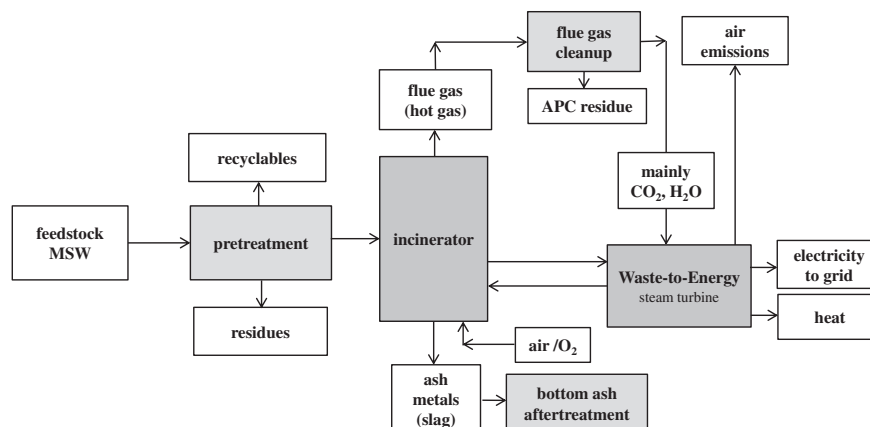 flue gas
cleanup
air
emissions
flue gas
(hot gas)
APC residue
recyclables
mainly
CO₂, H₂O
feedstock
MSW
pretreatment
incinerator
Waste-to-Energy
steam turbine
electricity
to grid
heat
residues
air /O₂
ash
metals
(slag)
bottom ash
aftertreatment